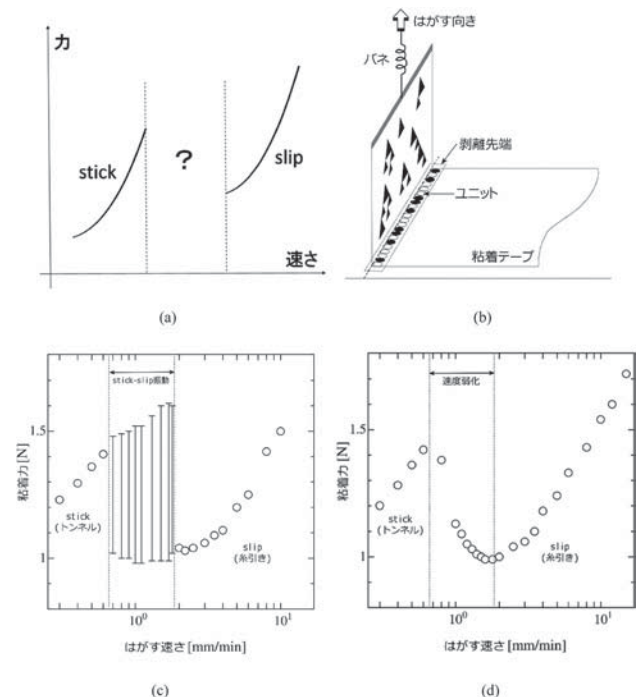 力
stick
?
slip
速さ
(a)
はがす向き
バネ
剥離先端
ユニット
粘着テープ
(b)
stick-slip振動
粘着力 [N]
1.5
1
stick
(トンネル)
slip
(糸引き)
10⁰
10¹
はがす速さ [mm/min]
(c)
速度弱化
粘着力 [N]
1.5
1
stick
(トンネル)
slip
(糸引き)
10⁰
10¹
はがす速さ [mm/min]
(d)